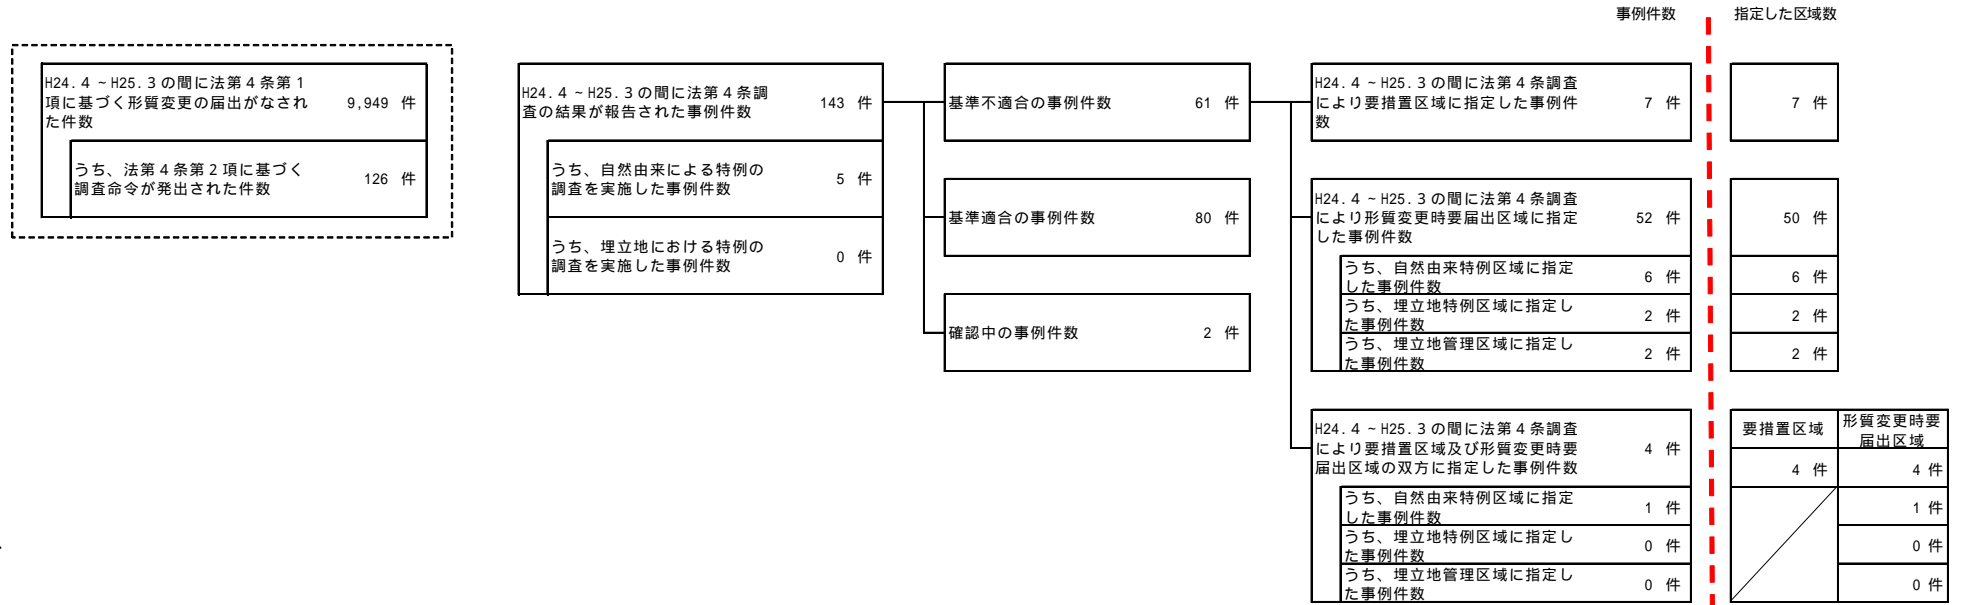 事例件数
指定した区域数
H24.4~H25.3の間に法第4条第1
項に基づく形質変更の届出がなされ
た件数
9,949 件
うち、法第4条第2項に基づく
調査命令が発出された件数
126 件
H24.4~H25.3の間に法第4条調
査の結果が報告された事例件数
143 件
うち、自然由来による特例の
調査を実施した事例件数
5 件
うち、埋立地における特例の
調査を実施した事例件数
0 件
基準不適合の事例件数
61 件
基準適合の事例件数
80 件
確認中の事例件数
2 件
H24.4~H25.3の間に法第4条調査
により要措置区域に指定した事例件
数
7 件
7 件
H24.4~H25.3の間に法第4条調査
により形質変更時要届出区域に指定
した事例件数
52 件
50 件
うち、自然由来特例区域に指定
した事例件数
6 件
6 件
うち、埋立地特例区域に指定し
た事例件数
2 件
2 件
うち、埋立地管理区域に指定し
た事例件数
2 件
2 件
H24.4~H25.3の間に法第4条調査
により要措置区域及び形質変更時要
届出区域の双方に指定した事例件数
4 件
要措置区域
形質変更時要
届出区域
4 件
4 件
うち、自然由来特例区域に指定
した事例件数
1 件
1 件
うち、埋立地特例区域に指定し
た事例件数
0 件
0 件
うち、埋立地管理区域に指定し
た事例件数
0 件
0 件